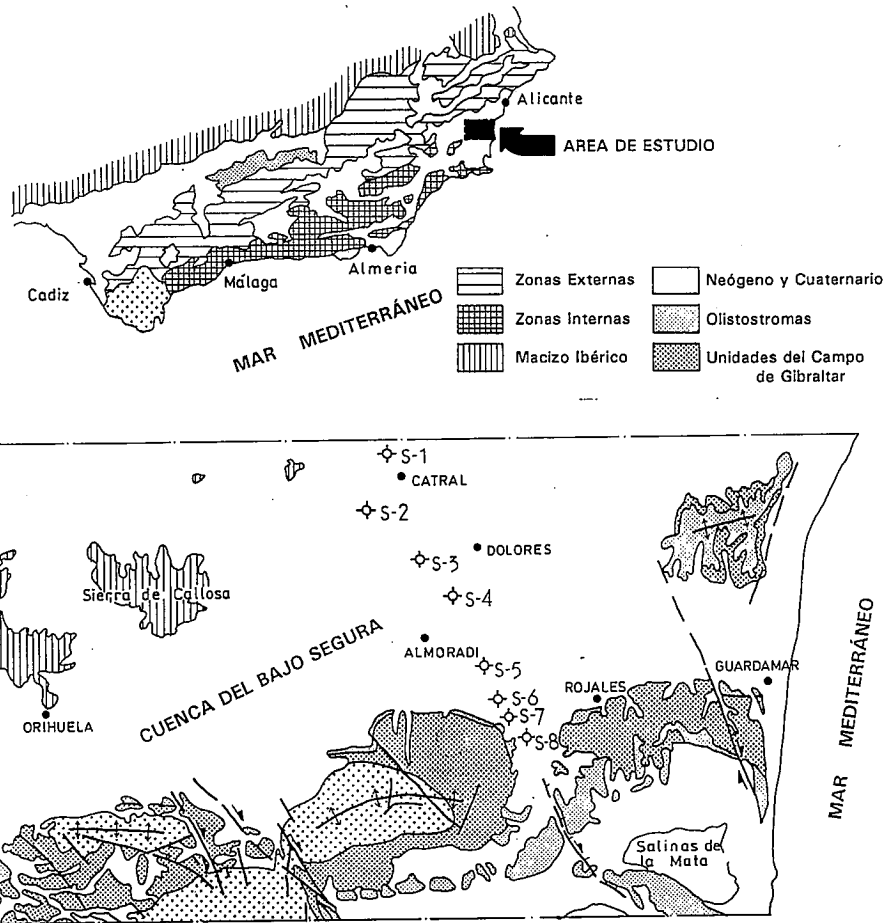 Alicante
AREA DE ESTUDIO
Almeria
Málaga
Cadiz
MAR MEDITERRÁNEO
Zonas Externas
Neógeno y Cuaternario
Zonas Internas
Olistostromas
Macizo Ibérico
Unidades del Campo
de Gibraltar
S-1
CATRAL
S-2
DOLORES
S-3
Sierra de Callosa
S-4
ALMORADI
CUENCA DEL BAJO SEGURA
S-5
GUARDAMAR
ROJALES
S-6
S-7
ORIHUELA
S-8
MAR MEDITERRÁNEO
Salinas de
la Mata